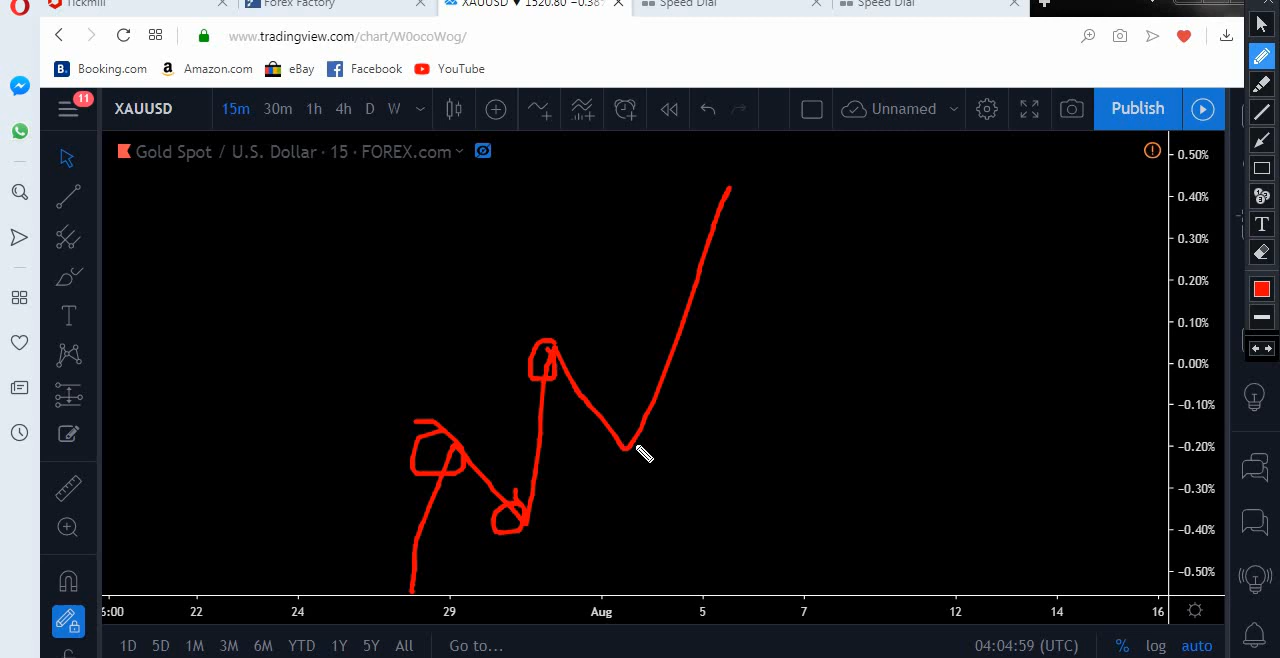 Tickmill Forex Factory XAUUSD ▼ 1520.80 −0.38% Speed Dial Speed Dial
www.tradingview.com/chart/W0ocoWog/
B. Booking.com a Amazon.com eBay Facebook YouTube
11 XAUUSD 15m 30m 1h 4h D W Unnamed Publish
Gold Spot / U.S. Dollar · 15 · FOREX.com
0.50%
0.40%
0.30%
0.20%
0.10%
0.00%
−0.10%
−0.20%
−0.30%
−0.40%
−0.50%
6:00 22 24 29 Aug 5 7 12 14 16
1D 5D 1M 3M 6M YTD 1Y 5Y All Go to... 04:04:59 (UTC) % log auto